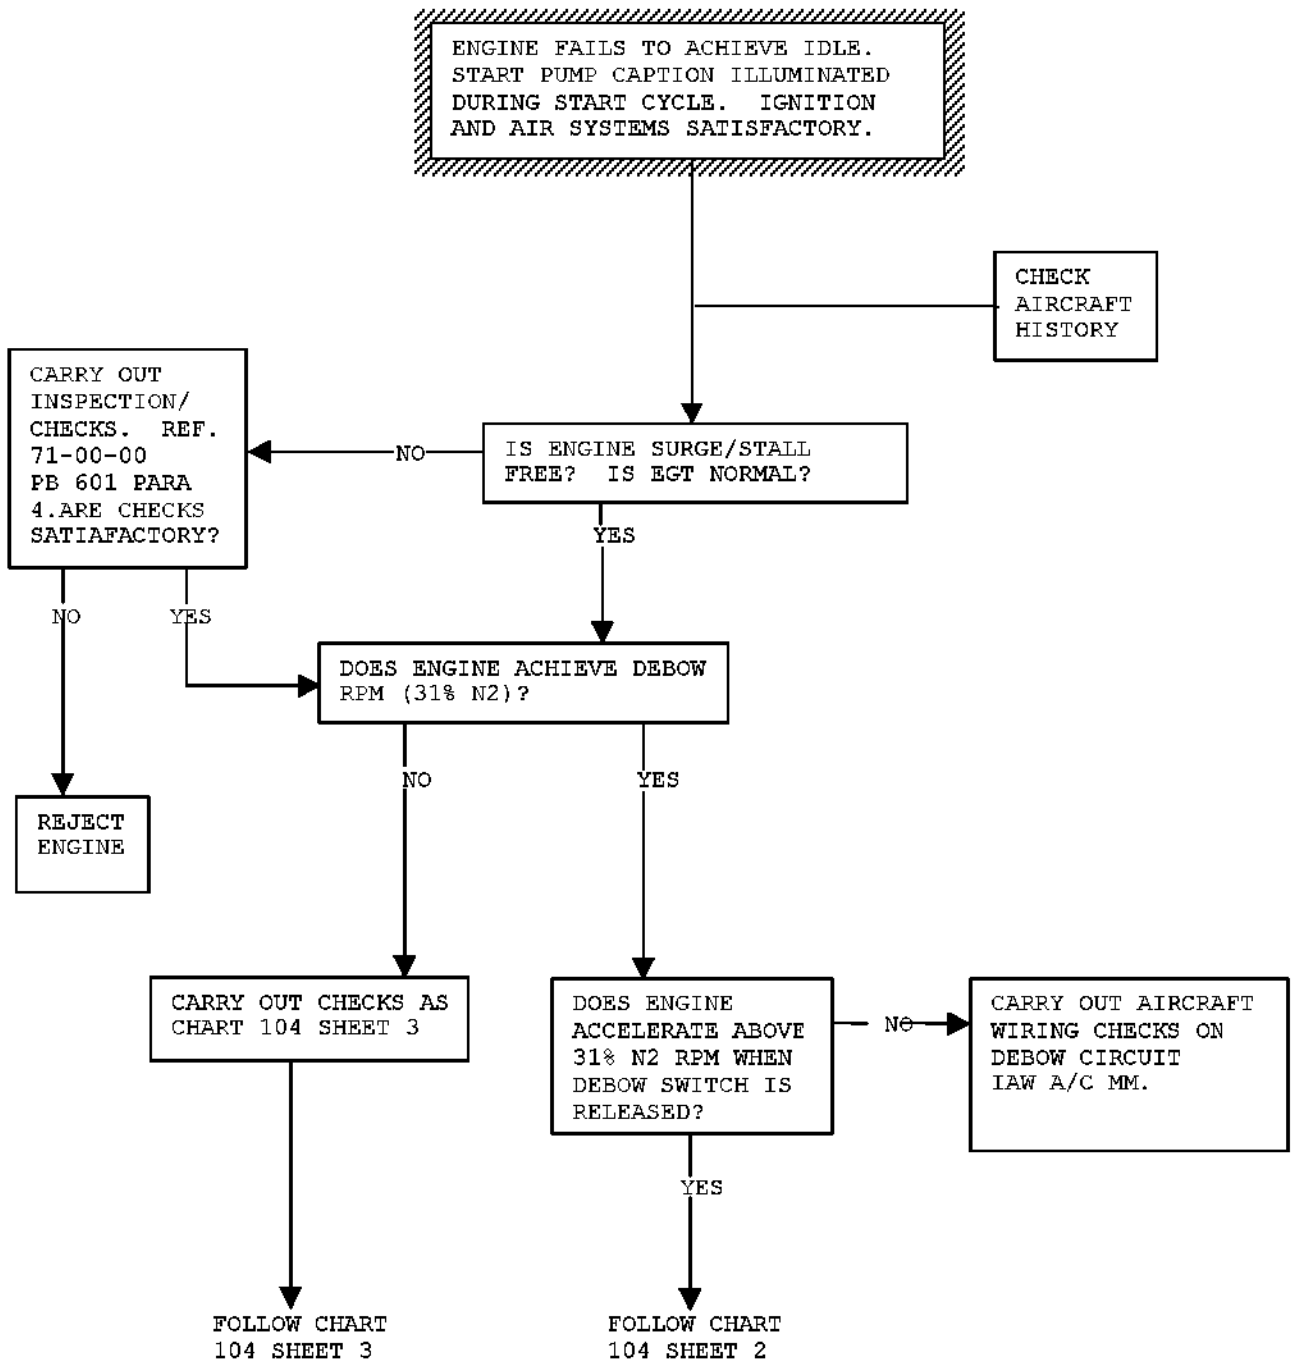 ENGINE FAILS TO ACHIEVE IDLE.
START PUMP CAPTION ILLUMINATED
DURING START CYCLE. IGNITION
AND AIR SYSTEMS SATISFACTORY.
CHECK
AIRCRAFT
HISTORY
CARRY OUT
INSPECTION/
CHECKS. REF.
71-00-00
PB 601 PARA
4.ARE CHECKS
SATIAFACTORY?
NO
IS ENGINE SURGE/STALL
FREE? IS EGT NORMAL?
YES
NO
YES
DOES ENGINE ACHIEVE DEBOW
RPM (31% N2)?
NO
YES
REJECT
ENGINE
CARRY OUT CHECKS AS
CHART 104 SHEET 3
DOES ENGINE
ACCELERATE ABOVE
31% N2 RPM WHEN
DEBOW SWITCH IS
RELEASED?
NO
CARRY OUT AIRCRAFT
WIRING CHECKS ON
DEBOW CIRCUIT
IAW A/C MM.
YES
FOLLOW CHART
104 SHEET 3
FOLLOW CHART
104 SHEET 2